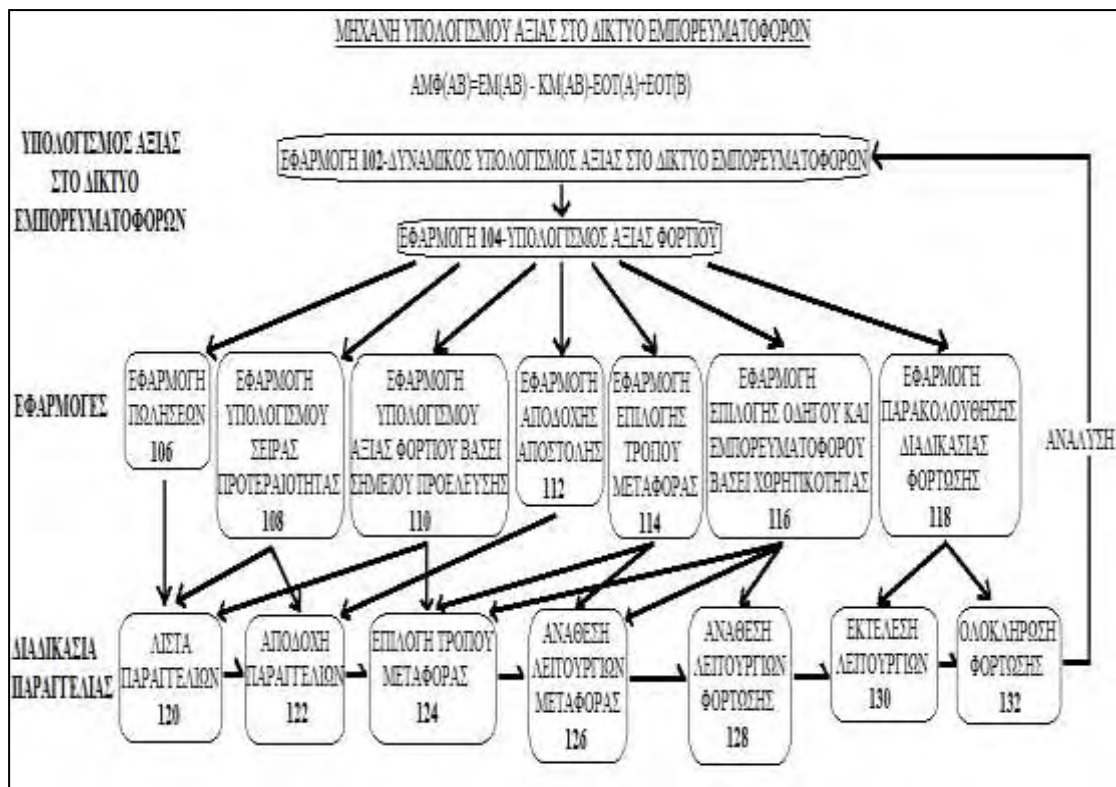 ΜΗΧΑΝΗ ΥΠΟΛΟΓΙΣΜΟΥ ΑΞΙΑΣ ΣΤΟ ΔΙΚΤΥΟ ΕΜΠΟΡΕΥΜΑΤΟΦΟΡΩΝ
ΑΜΦ(ΑΒ)=ΕΜ(ΑΒ) - ΚΜ(ΑΒ)-ΕΟΤ(Α)+ΕΟΤ(Β)
ΥΠΟΛΟΓΙΣΜΟΣ ΑΞΙΑΣ
ΣΤΟ ΔΙΚΤΥΟ
ΕΜΠΟΡΕΥΜΑΤΟΦΟΡΩΝ
ΕΦΑΡΜΟΓΗ 102-ΔΥΝΑΜΙΚΟΣ ΥΠΟΛΟΓΙΣΜΟΣ ΑΞΙΑΣ ΣΤΟ ΔΙΚΤΥΟ ΕΜΠΟΡΕΥΜΑΤΟΦΟΡΩΝ
ΕΦΑΡΜΟΓΗ 104-ΥΠΟΛΟΓΙΣΜΟΣ ΑΞΙΑΣ ΦΟΡΤΙΟΥ
ΕΦΑΡΜΟΓΕΣ
ΕΦΑΡΜΟΓΗ
ΠΩΛΗΣΕΩΝ
106
ΕΦΑΡΜΟΓΗ
ΥΠΟΛΟΓΙΣΜΟΥ
ΣΕΙΡΑΣ
ΠΡΟΤΕΡΑΙΟΤΗΤΑΣ
108
ΕΦΑΡΜΟΓΗ
ΥΠΟΛΟΓΙΣΜΟΥ
ΑΞΙΑΣ ΦΟΡΤΙΟΥ ΒΑΣΕΙ
ΣΗΜΕΙΟΥ ΠΡΟΕΛΕΥΣΗΣ
110
ΕΦΑΡΜΟΓΗ
ΑΠΟΔΟΧΗΣ
ΑΠΟΣΤΟΛΗΣ
112
ΕΦΑΡΜΟΓΗ
ΕΠΙΛΟΓΗΣ
ΤΡΟΠΟΥ
ΜΕΤΑΦΟΡΑΣ
114
ΕΦΑΡΜΟΓΗ
ΕΠΙΛΟΓΗΣ ΟΔΗΓΟΥ ΚΑΙ
ΕΜΠΟΡΕΥΜΑΤΟΦΟΡΟΥ
ΒΑΣΕΙ ΧΩΡΗΤΙΚΟΤΗΤΑΣ
116
ΕΦΑΡΜΟΓΗ
ΠΑΡΑΚΟΛΟΥΘΗΣΗΣ
ΔΙΑΔΙΚΑΣΙΑΣ
ΦΟΡΤΩΣΗΣ
118
ΑΝΑΛΥΣΗ
ΔΙΑΔΙΚΑΣΙΑ
ΠΑΡΑΓΓΕΛΙΑΣ
ΛΙΣΤΑ
ΠΑΡΑΓΓΕΛΙΩΝ
120
ΑΠΟΔΟΧΗ
ΠΑΡΑΓΓΕΛΙΩΝ
122
ΕΠΙΛΟΓΗ ΤΡΟΠΟΥ
ΜΕΤΑΦΟΡΑΣ
124
ΑΝΑΘΕΣΗ
ΛΕΙΤΟΥΡΓΙΩΝ
ΜΕΤΑΦΟΡΑΣ
126
ΑΝΑΘΕΣΗ
ΛΕΙΤΟΥΡΓΙΩΝ
ΦΟΡΤΩΣΗΣ
128
ΕΚΤΕΛΕΣΗ
ΛΕΙΤΟΥΡΓΙΩΝ
130
ΟΛΟΚΛΗΡΩΣΗ
ΦΟΡΤΩΣΗΣ
132